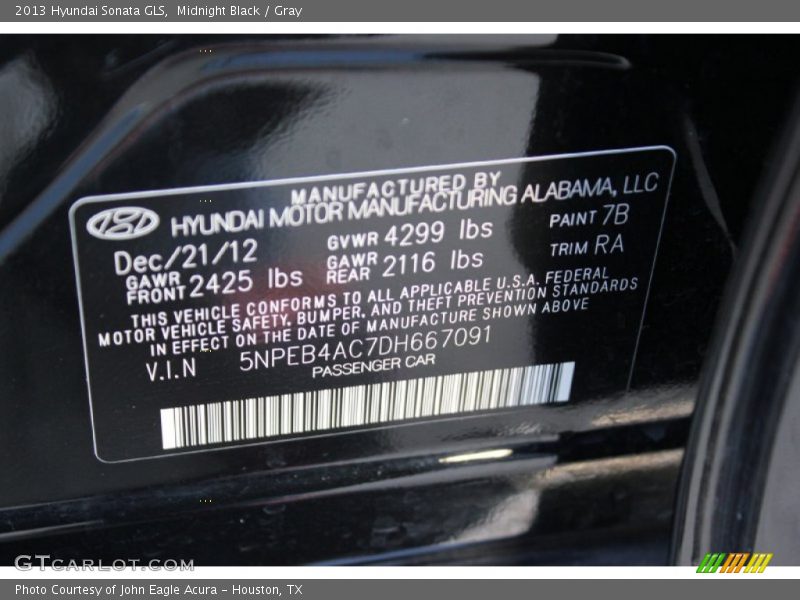 2013 Hyundai Sonata GLS, Midnight Black / Gray
MANUFACTURED BY
HYUNDAI MOTOR MANUFACTURING ALABAMA, LLC
Dec/21/12 GVWR 4299 lbs PAINT 7B
GAWR FRONT 2425 lbs GAWR REAR 2116 lbs TRIM RA
THIS VEHICLE CONFORMS TO ALL APPLICABLE U.S.A. FEDERAL
MOTOR VEHICLE SAFETY, BUMPER, AND THEFT PREVENTION STANDARDS
IN EFFECT ON THE DATE OF MANUFACTURE SHOWN ABOVE
V.I.N 5NPEB4AC7DH667091
PASSENGER CAR
GTCARLOT.COM
Photo Courtesy of John Eagle Acura - Houston, TX